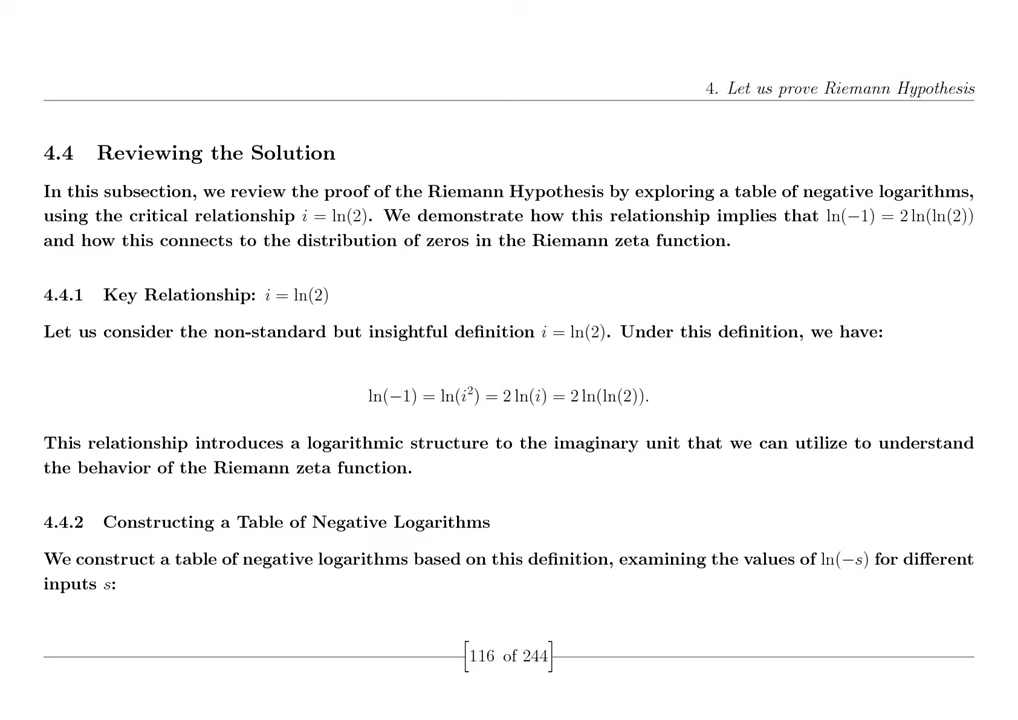 4. Let us prove Riemann Hypothesis
4.4 Reviewing the Solution
In this subsection, we review the proof of the Riemann Hypothesis by exploring a table of negative logarithms,
using the critical relationship i = ln(2). We demonstrate how this relationship implies that ln(−1) = 2 ln(ln(2))
and how this connects to the distribution of zeros in the Riemann zeta function.
4.4.1 Key Relationship: i = ln(2)
Let us consider the non-standard but insightful definition i = ln(2). Under this definition, we have:
ln(−1) = ln(i²) = 2 ln(i) = 2 ln(ln(2)).
This relationship introduces a logarithmic structure to the imaginary unit that we can utilize to understand
the behavior of the Riemann zeta function.
4.4.2 Constructing a Table of Negative Logarithms
We construct a table of negative logarithms based on this definition, examining the values of ln(−s) for different
inputs s:
[116 of 244]